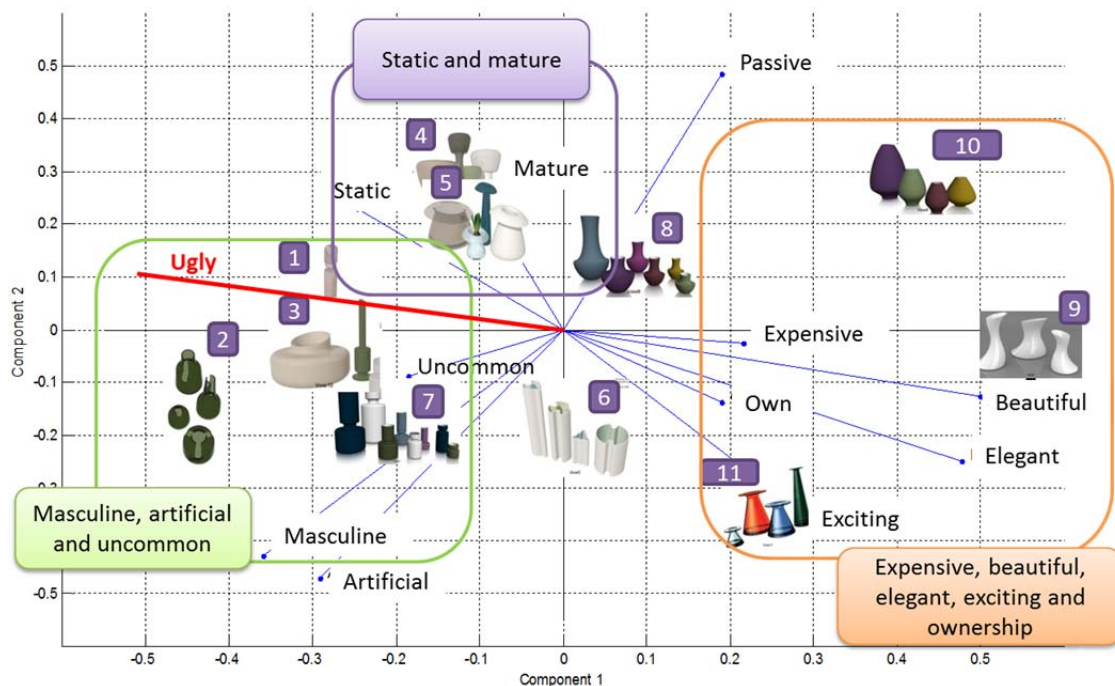 Static and mature
Passive
0.5
0.4
0.3
0.2
0.1
0
-0.1
-0.2
-0.5
4
10
5
Mature
Static
8
1
Ugly
3
9
2
Expensive
Uncommon
7
6
Own
Beautiful
Elegant
11
Exciting
Masculine, artificial
and uncommon
Masculine
Artificial
Expensive, beautiful,
elegant, exciting and
ownership
-0.5
-0.4
-0.3
-0.2
-0.1
0
0.1
0.2
0.3
0.4
0.5
Component 1
Component 2